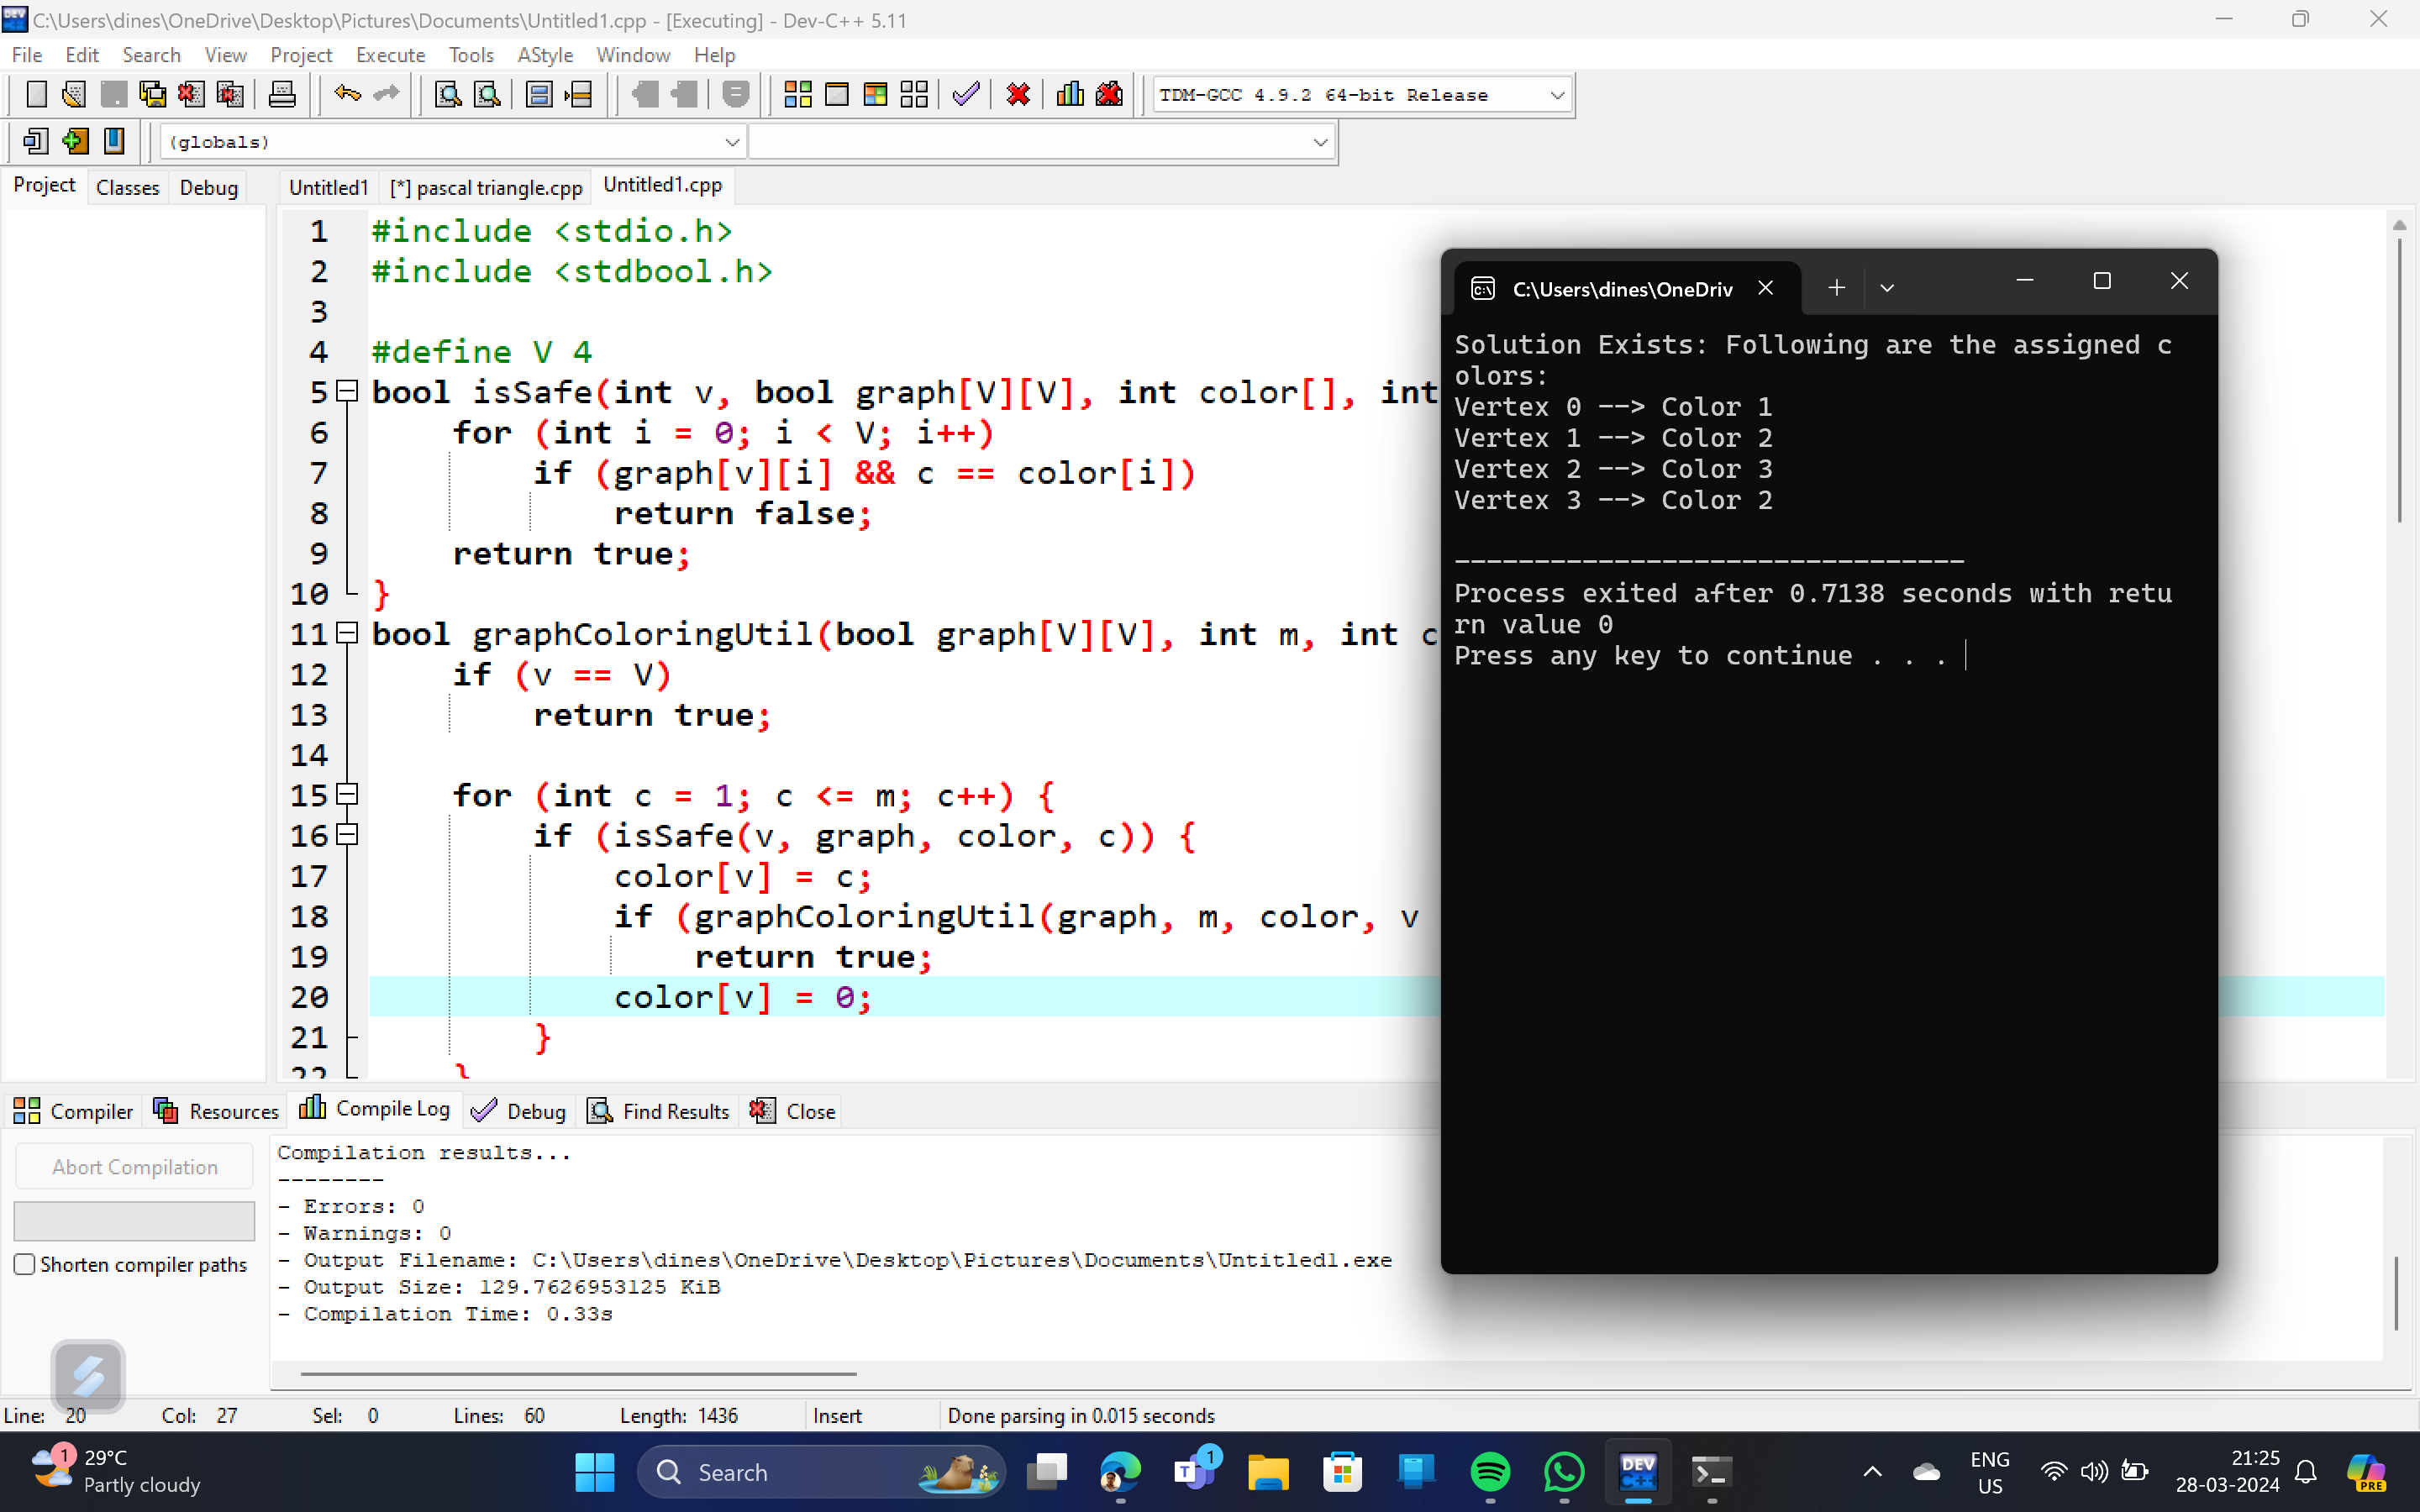 C:\Users\dines\OneDrive\Desktop\Pictures\Documents\Untitled1.cpp - [Executing] - Dev-C++ 5.11
File Edit Search View Project Execute Tools AStyle Window Help
TDM-GCC 4.9.2 64-bit Release
(globals)
Project Classes Debug Untitled1 [*] pascal triangle.cpp Untitled1.cpp
1 #include <stdio.h>
2 #include <stdbool.h>
3
4 #define V 4
5 bool isSafe(int v, bool graph[V][V], int color[], int
6 for (int i = 0; i < V; i++)
7 if (graph[v][i] && c == color[i])
8 return false;
9 return true;
10 }
11 bool graphColoringUtil(bool graph[V][V], int m, int c
12 if (v == V)
13 return true;
14
15 for (int c = 1; c <= m; c++) {
16 if (isSafe(v, graph, color, c)) {
17 color[v] = c;
18 if (graphColoringUtil(graph, m, color, v
19 return true;
20 color[v] = 0;
21 }
22 }
C:\Users\dines\OneDriv
Solution Exists: Following are the assigned c
olors:
Vertex 0 --> Color 1
Vertex 1 --> Color 2
Vertex 2 --> Color 3
Vertex 3 --> Color 2
--------------------------------
Process exited after 0.7138 seconds with retu
rn value 0
Press any key to continue . . .
Compiler Resources Compile Log Debug Find Results Close
Abort Compilation
Shorten compiler paths
Compilation results...
--------
- Errors: 0
- Warnings: 0
- Output Filename: C:\Users\dines\OneDrive\Desktop\Pictures\Documents\Untitled1.exe
- Output Size: 129.7626953125 KiB
- Compilation Time: 0.33s
Line: 20 Col: 27 Sel: 0 Lines: 60 Length: 1436 Insert Done parsing in 0.015 seconds
1
29°C
Partly cloudy
Search
T
1
DEV
C++
ENG
US
21:25
28-03-2024
PRE